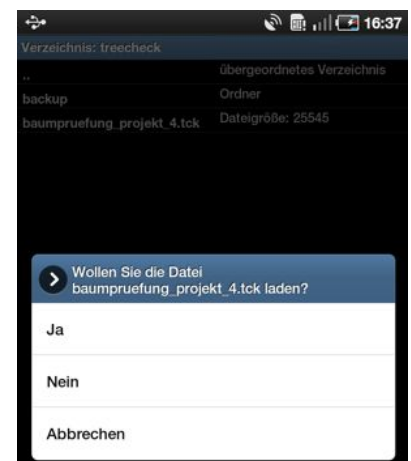 16:37
Verzeichnis: treecheck
.. übergeordnetes Verzeichnis
backup Ordner
baumpruefung_projekt_4.tck Dateigröße: 25545
Wollen Sie die Datei
baumpruefung_projekt_4.tck laden?
Ja
Nein
Abbrechen